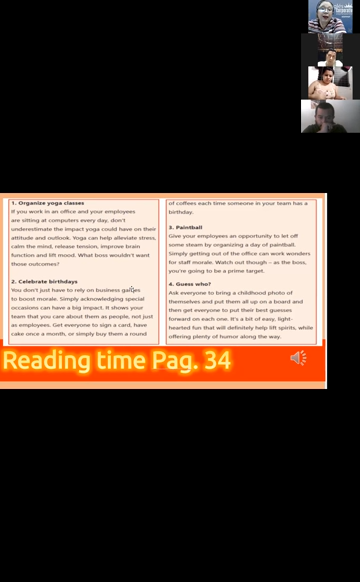 1. Organize yoga classes
If you work in an office and your employees
are sitting at computers every day, don't
underestimate the impact yoga could have on their
attitude and outlook. Yoga can help alleviate stress,
calm the mind, release tension, improve brain
function and lift mood. What boss wouldn't want
those outcomes?
2. Celebrate birthdays
You don't just have to rely on business games
to boost morale. Simply acknowledging special
occasions can have a big impact. It shows your
team that you care about them as people, not just
as employees. Get everyone to sign a card, have
cake once a month, or simply buy them a round
of coffees each time someone in your team has a
birthday.
3. Paintball
Give your employees an opportunity to let off
some steam by organizing a day of paintball.
Simply getting out of the office can work wonders
for staff morale. Watch out though – as the boss,
you're going to be a prime target.
4. Guess who?
Ask everyone to bring a childhood photo of
themselves and put them all up on a board and
then get everyone to put their best guesses
forward on each one. It's a bit of easy, light-
hearted fun that will definitely help lift spirits, while
offering plenty of humor along the way.
Reading time Pag. 34